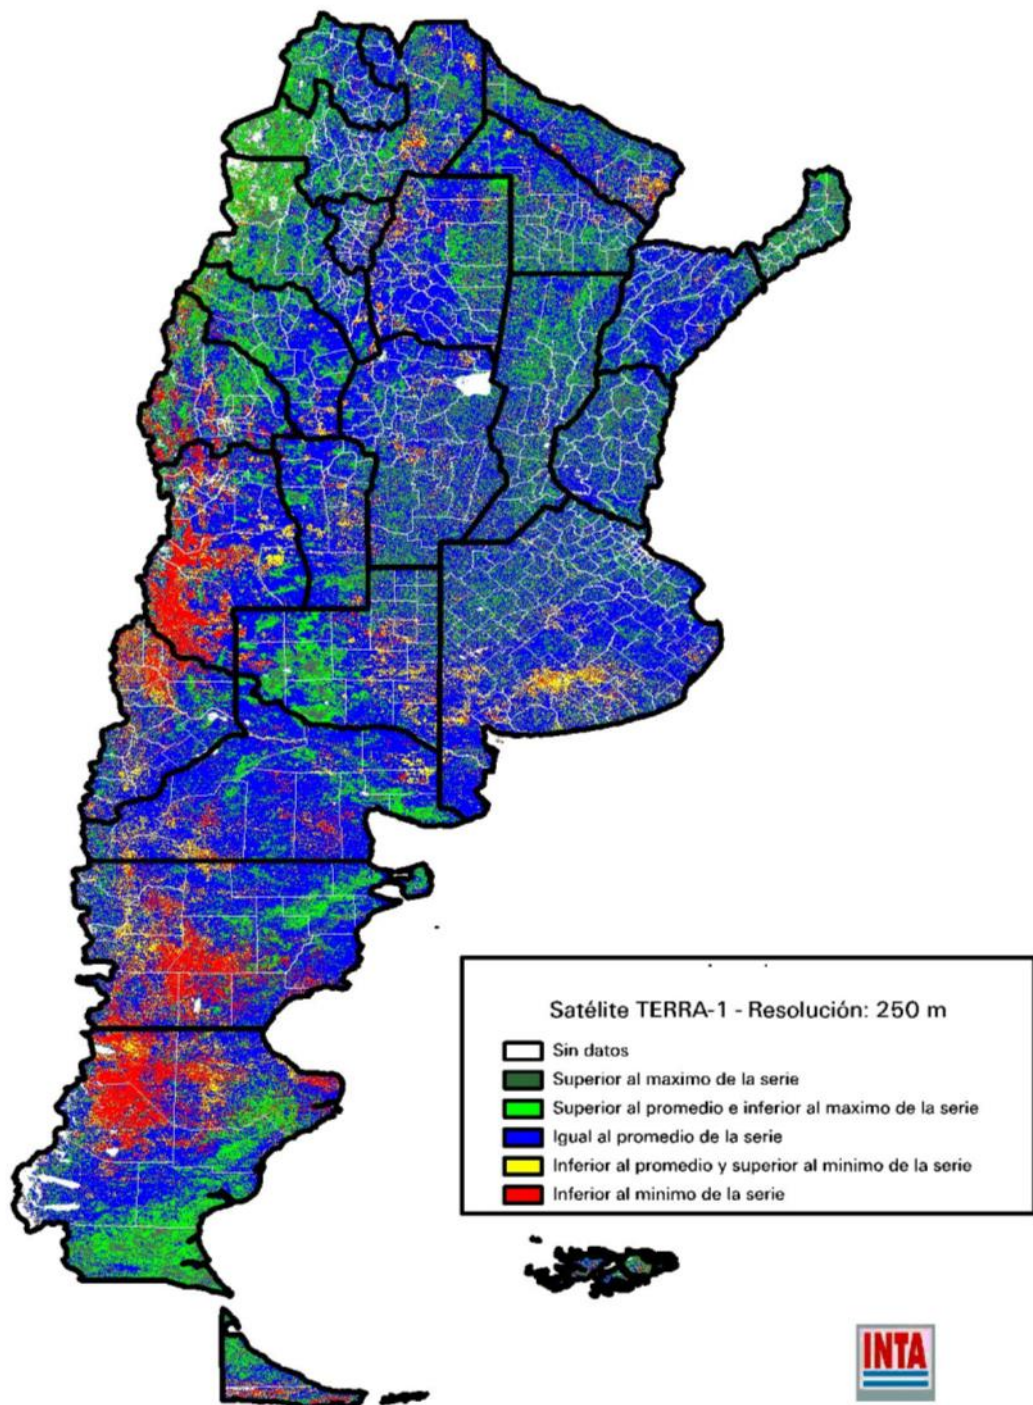 Satélite TERRA-1 - Resolución: 250 m
Sin datos
Superior al maximo de la serie
Superior al promedio e inferior al maximo de la serie
Igual al promedio de la serie
Inferior al promedio y superior al minimo de la serie
Inferior al minimo de la serie
INTA